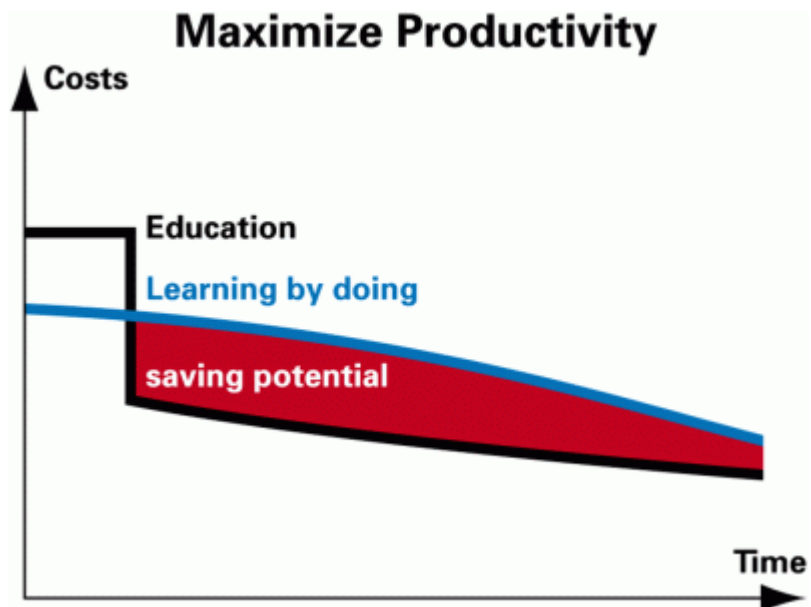 Maximize Productivity
Costs
Education
Learning by doing
saving potential
Time